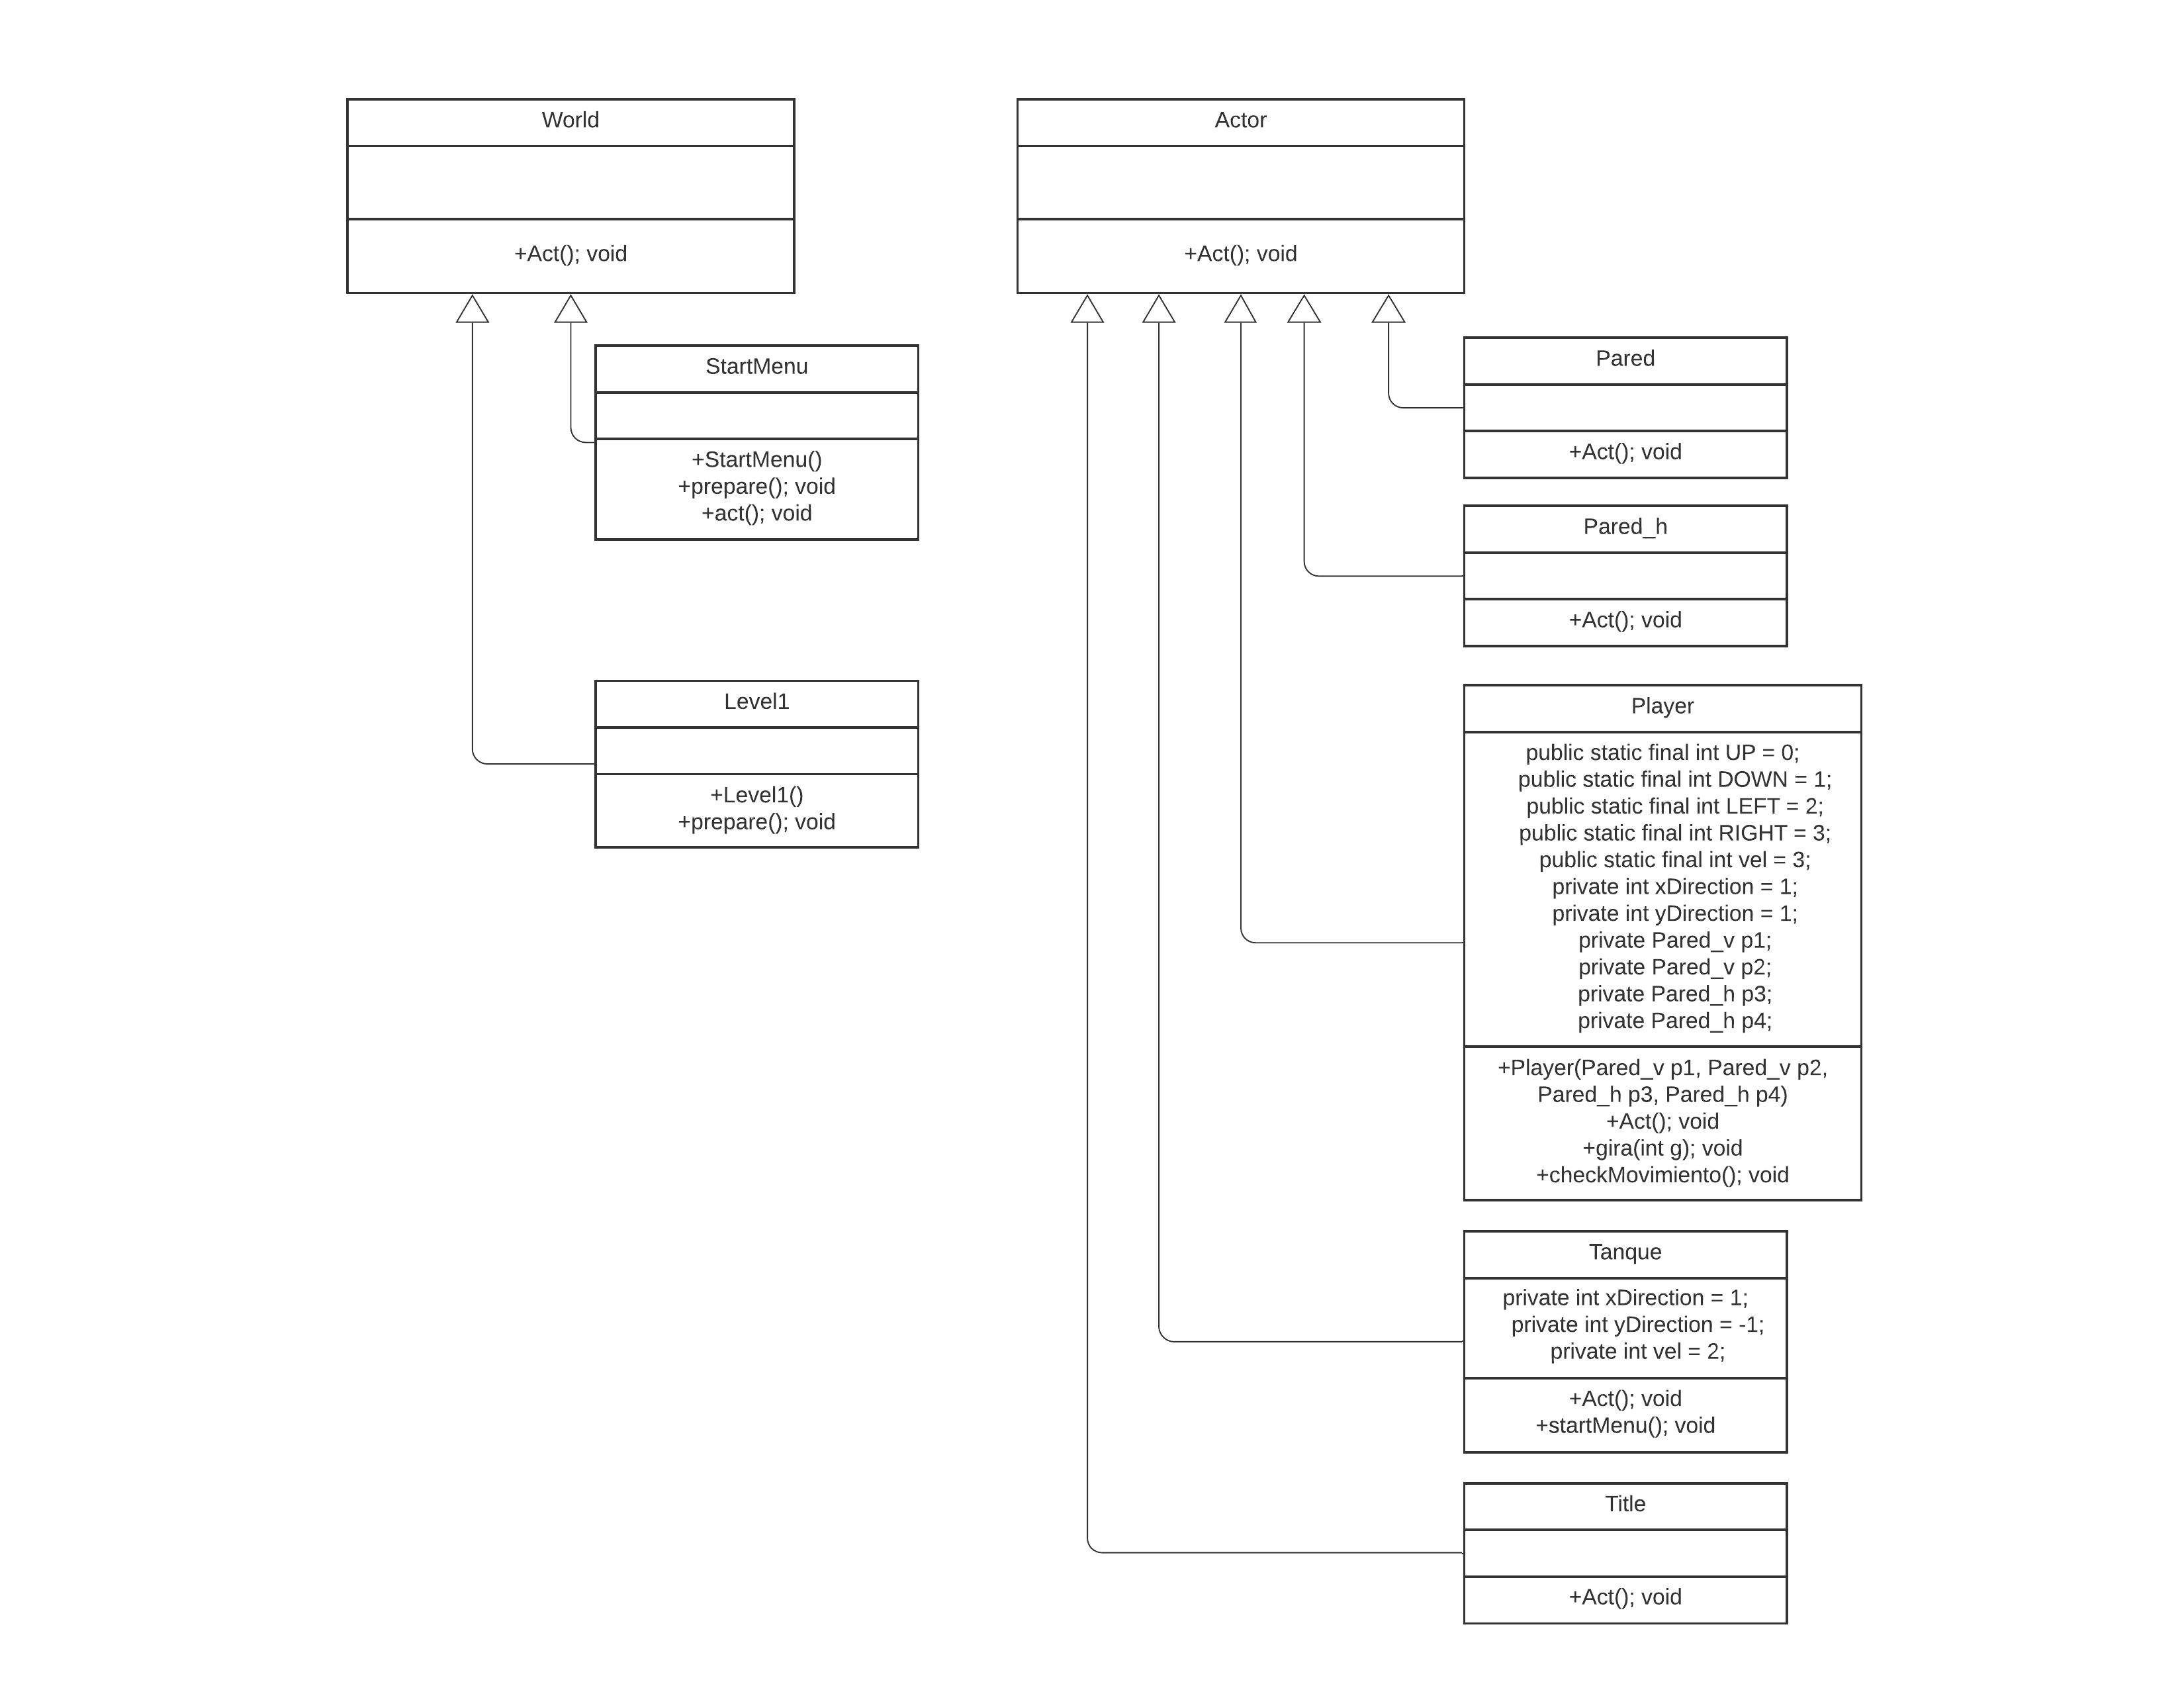 World
+Act(); void
StartMenu
+StartMenu()
+prepare(); void
+act(); void
Level1
+Level1()
+prepare(); void
Actor
+Act(); void
Pared
+Act(); void
Pared_h
+Act(); void
Player
public static final int UP = 0;
public static final int DOWN = 1;
public static final int LEFT = 2;
public static final int RIGHT = 3;
public static final int vel = 3;
private int xDirection = 1;
private int yDirection = 1;
private Pared_v p1;
private Pared_v p2;
private Pared_h p3;
private Pared_h p4;
+Player(Pared_v p1, Pared_v p2,
Pared_h p3, Pared_h p4)
+Act(); void
+gira(int g); void
+checkMovimiento(); void
Tanque
private int xDirection = 1;
private int yDirection = -1;
private int vel = 2;
+Act(); void
+startMenu(); void
Title
+Act(); void